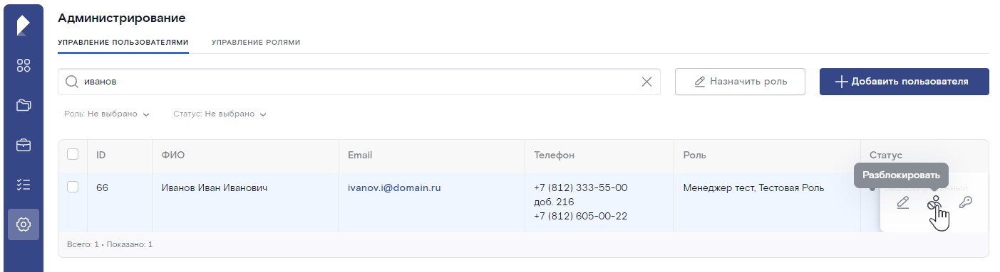 Администрирование
УПРАВЛЕНИЕ ПОЛЬЗОВАТЕЛЯМИ УПРАВЛЕНИЕ РОЛЯМИ
иванов Назначить роль Добавить пользователя
Роль: Не выбрано Статус: Не выбрано
ID ФИО Email Телефон Роль Статус
Разблокировать
66 Иванов Иван Иванович ivanov.i@domain.ru +7 (812) 333-55-00 Менеджер тест, Тестовая Роль
доб. 216
+7 (812) 605-00-22
Всего: 1 • Показано: 1